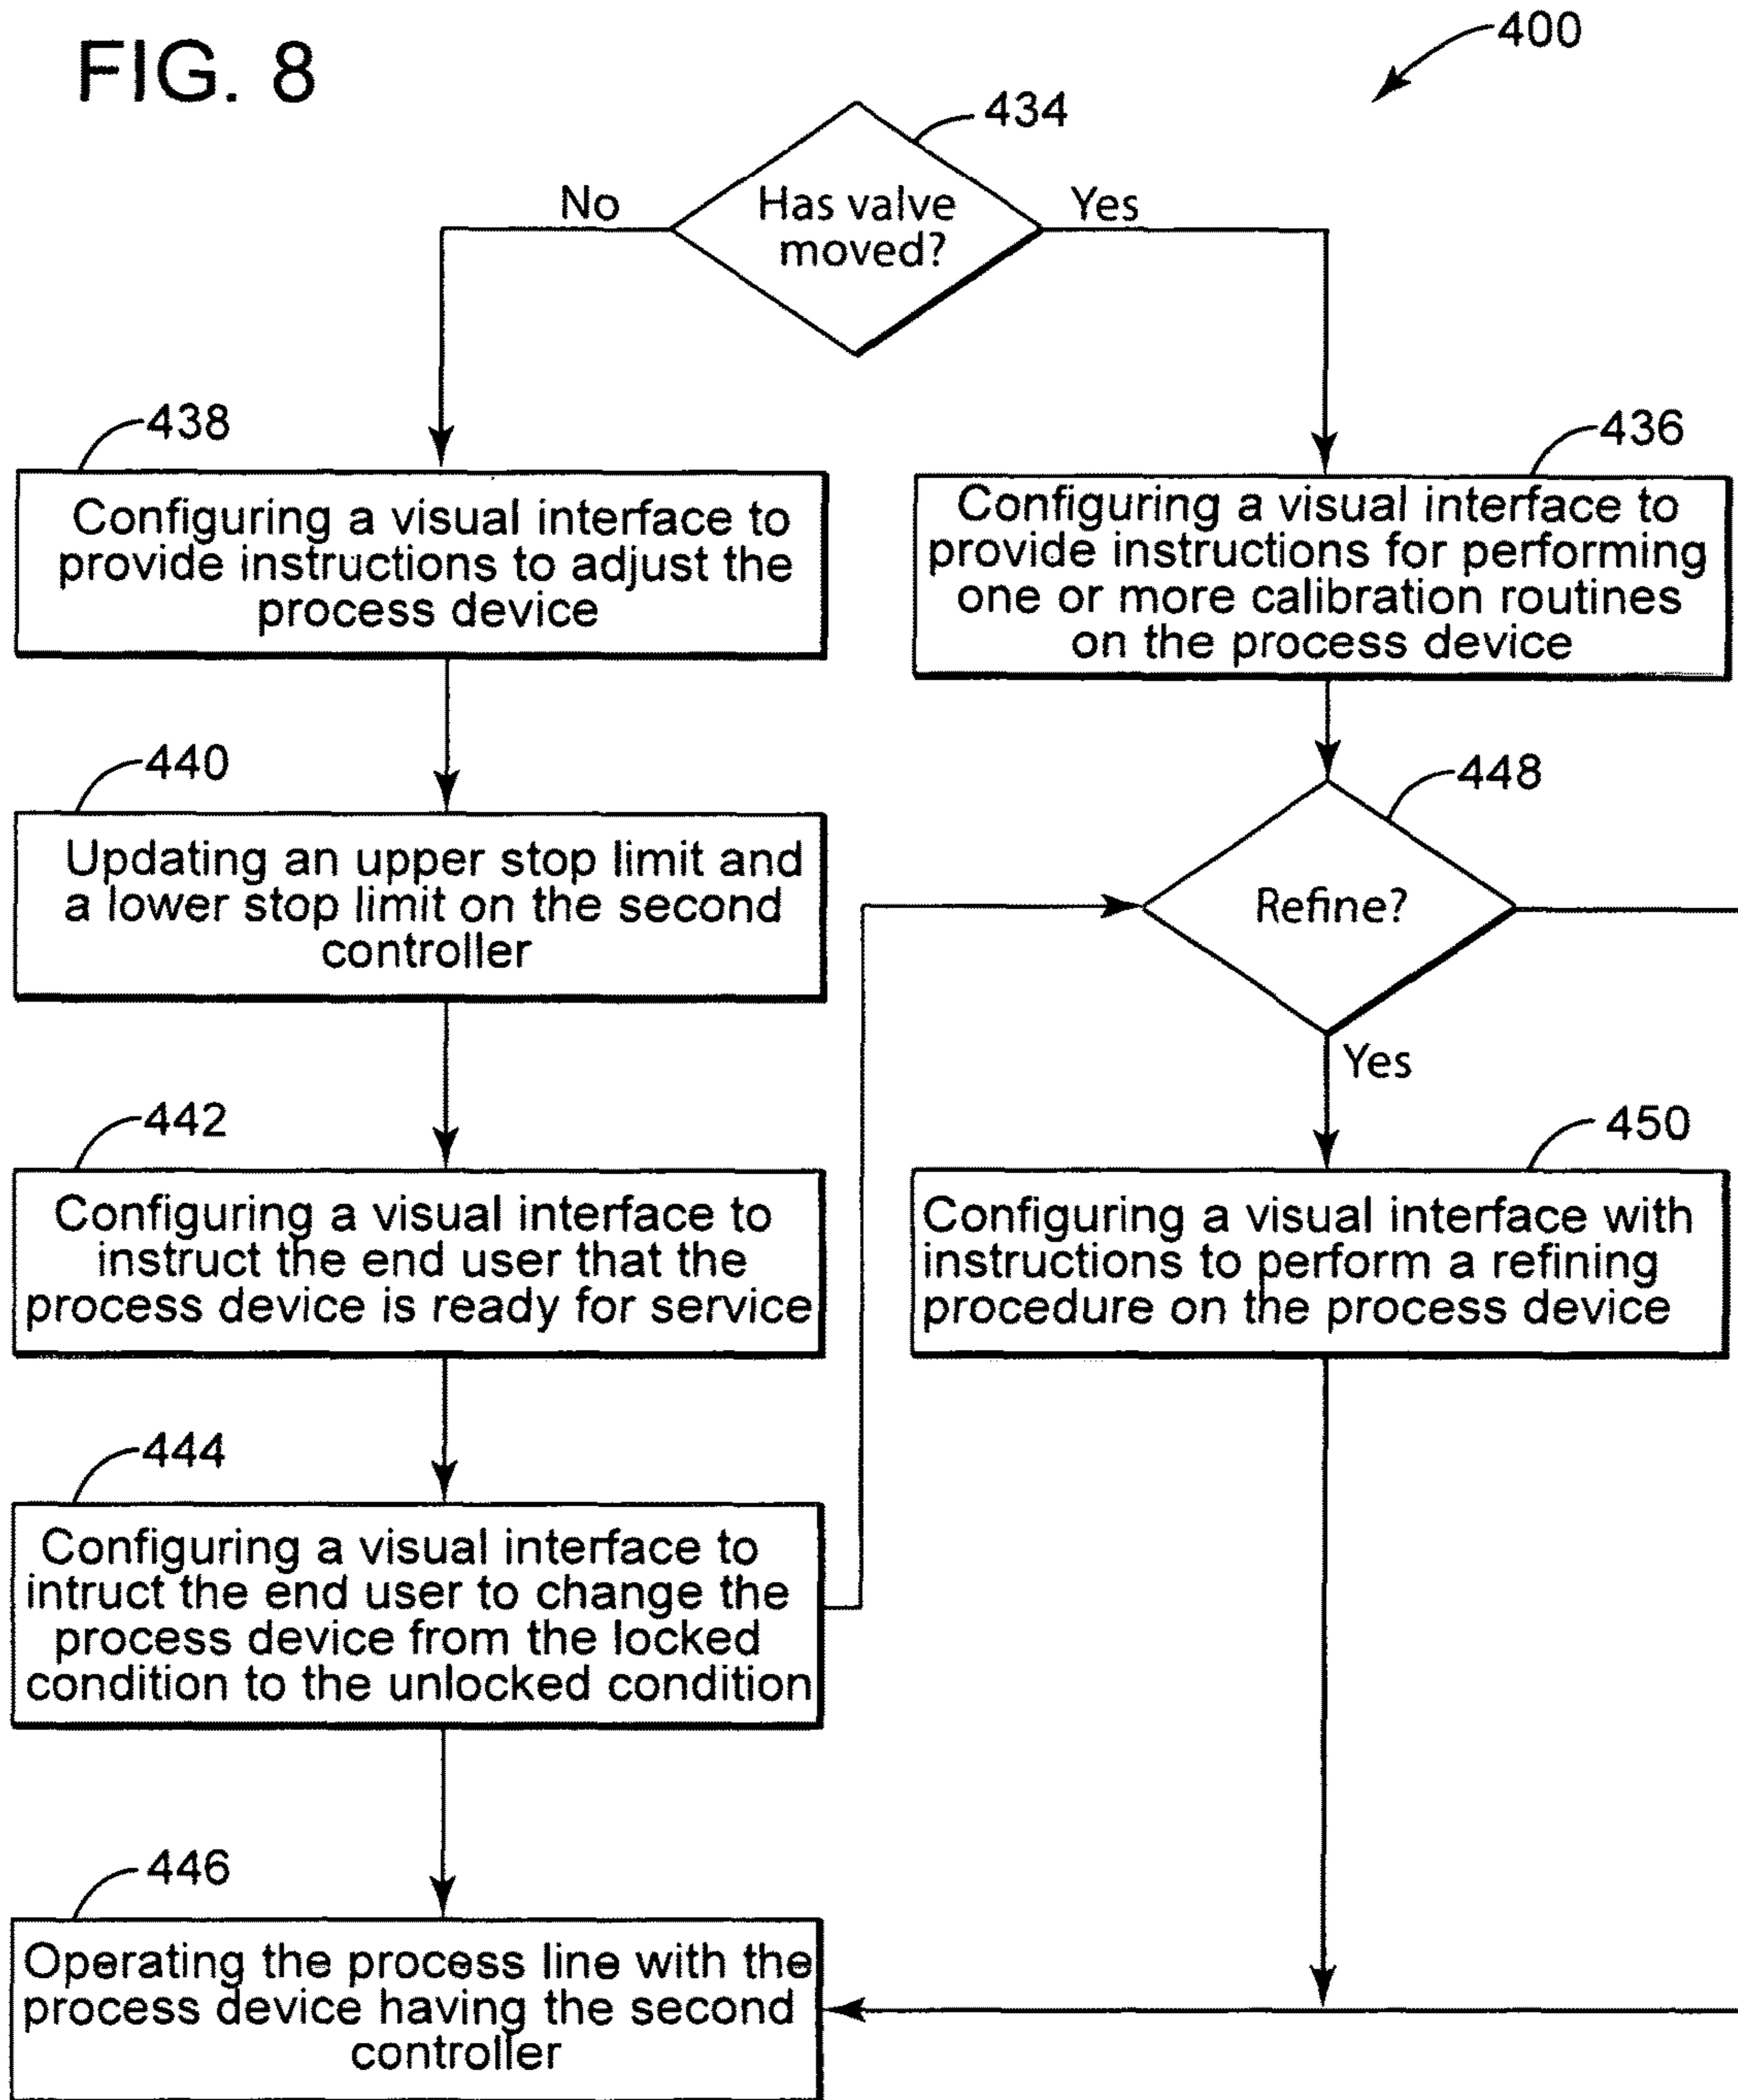 FIG. 8
400
434
Has valve
moved?
No
Yes
438
Configuring a visual interface to
provide instructions to adjust the
process device
436
Configuring a visual interface to
provide instructions for performing
one or more calibration routines
on the process device
440
Updating an upper stop limit and
a lower stop limit on the second
controller
448
Refine?
Yes
442
Configuring a visual interface to
instruct the end user that the
process device is ready for service
450
Configuring a visual interface with
instructions to perform a refining
procedure on the process device
444
Configuring a visual interface to
intruct the end user to change the
process device from the locked
condition to the unlocked condition
446
Operating the process line with the
process device having the second
controller